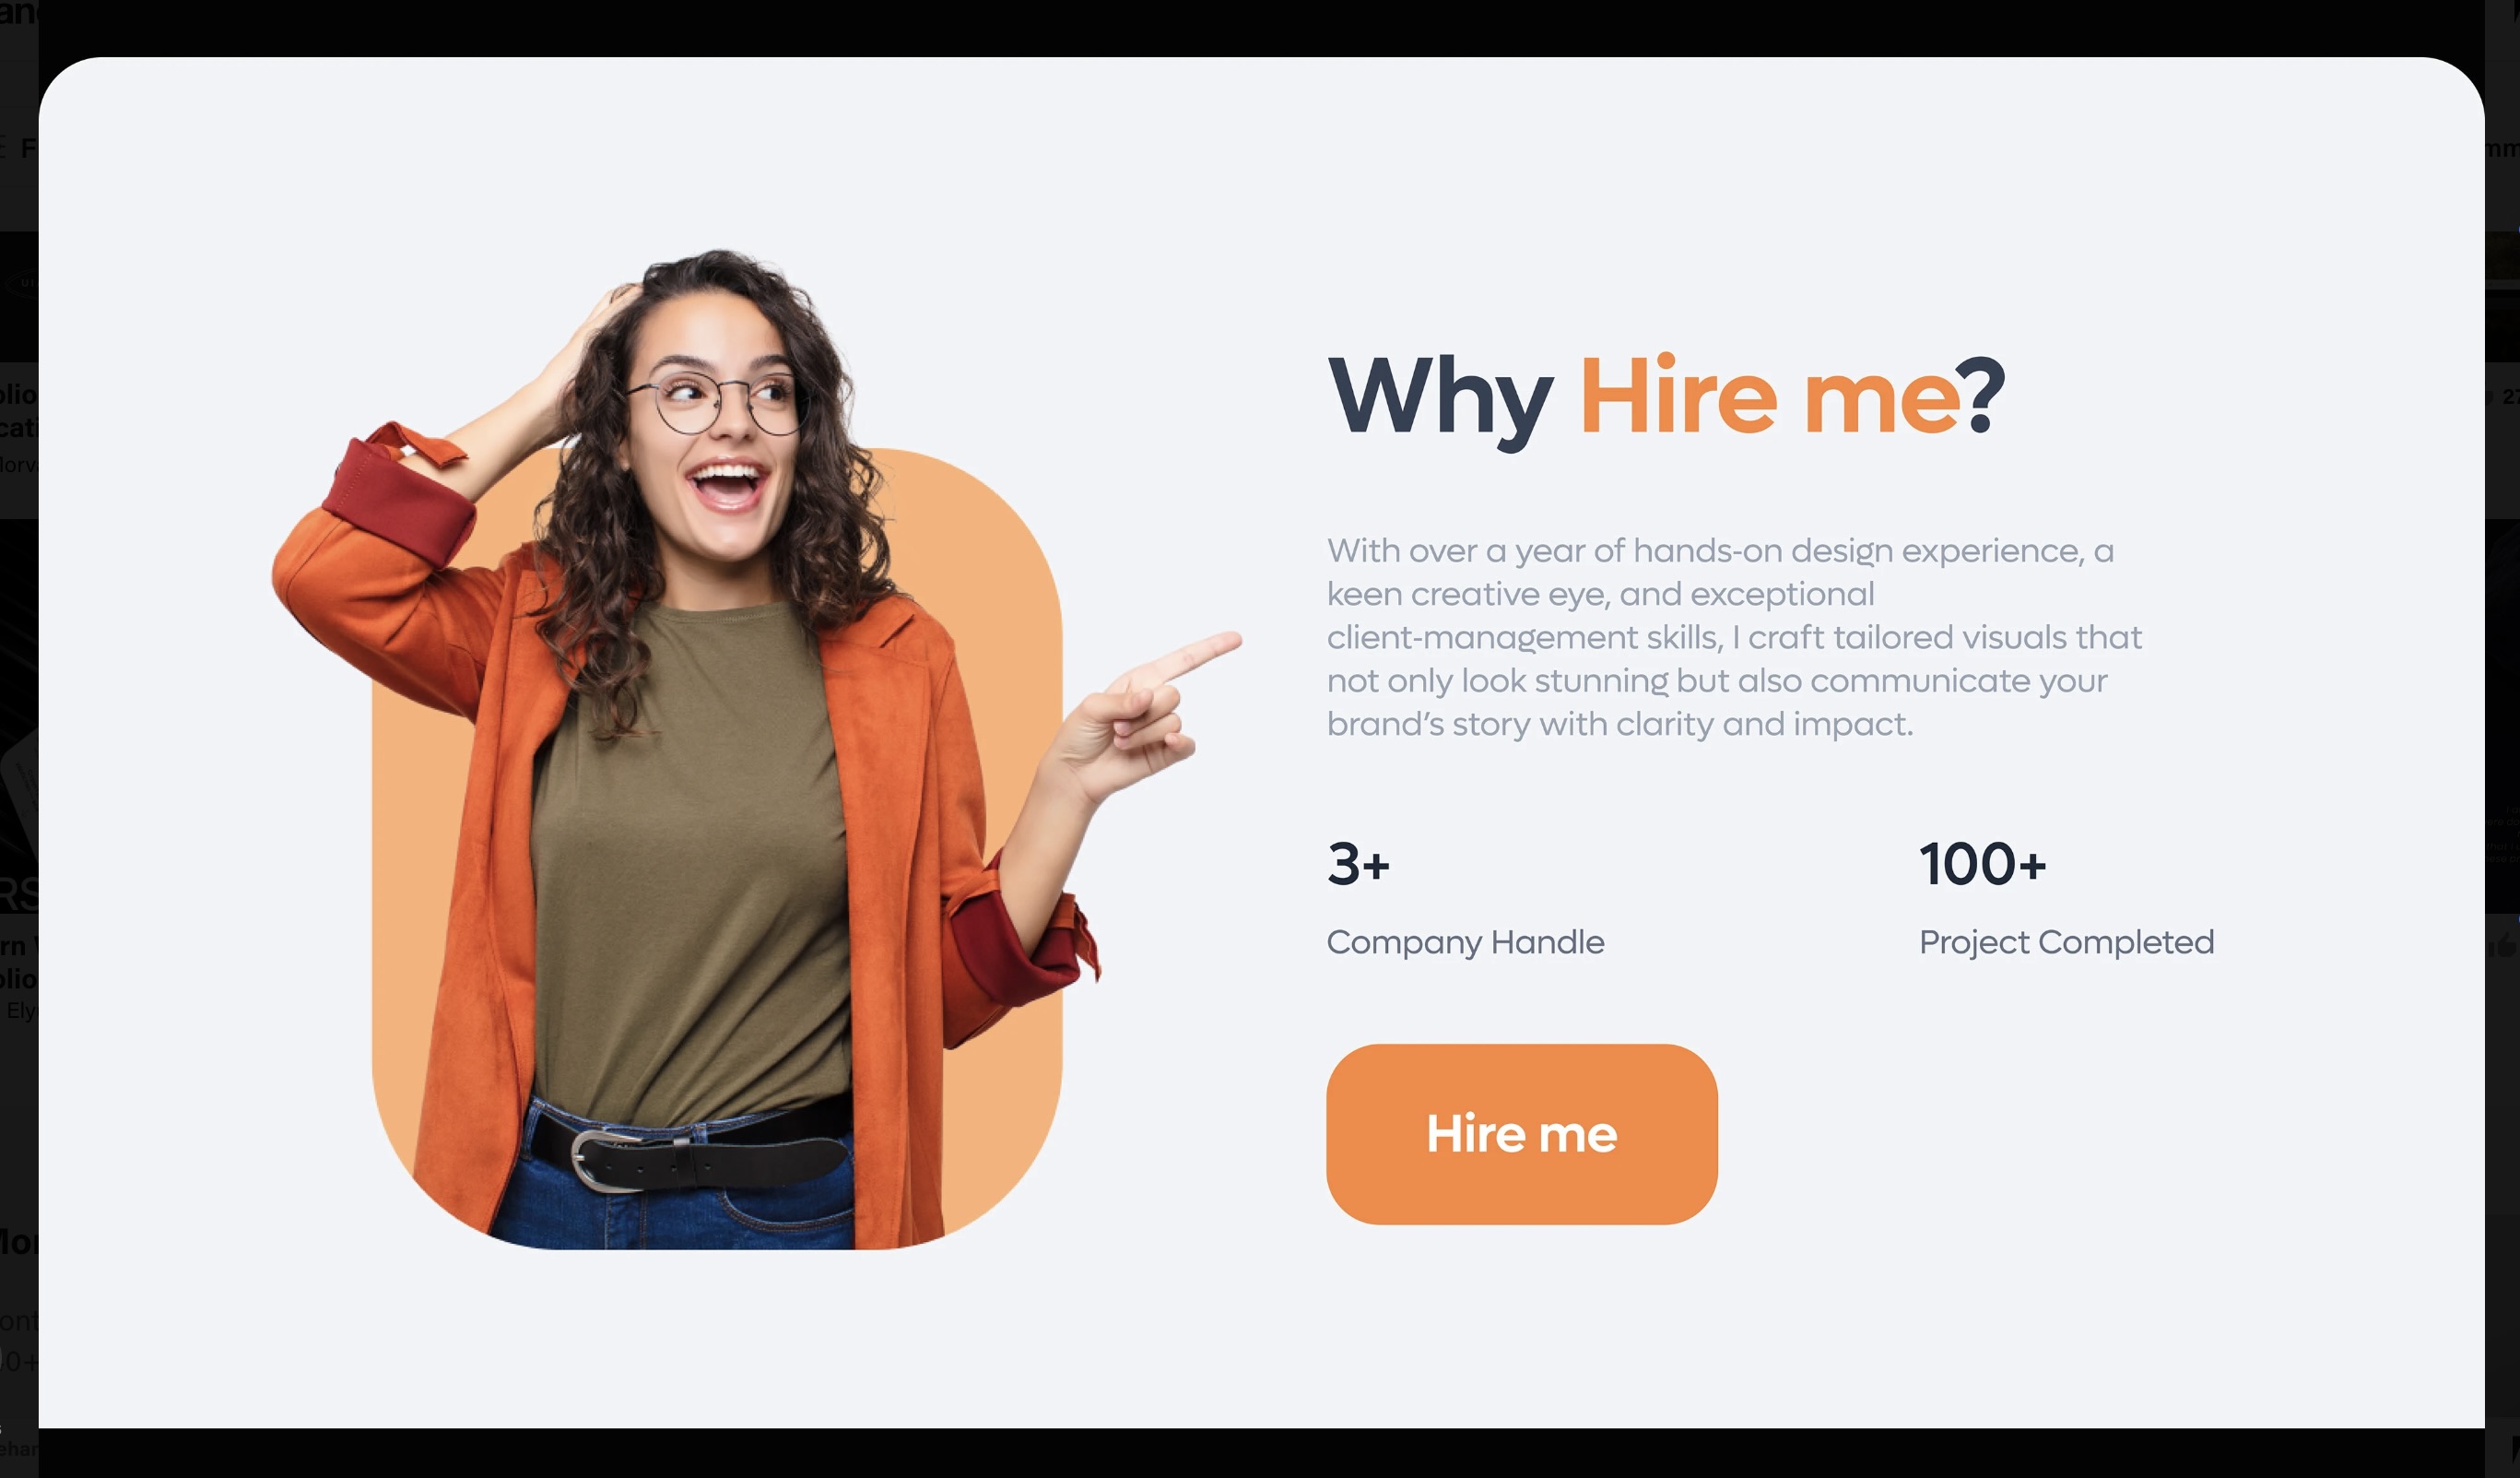 Why Hire me?
With over a year of hands-on design experience, a
keen creative eye, and exceptional
client-management skills, I craft tailored visuals that
not only look stunning but also communicate your
brand's story with clarity and impact.
3+
100+
Company Handle
Project Completed
Hire me